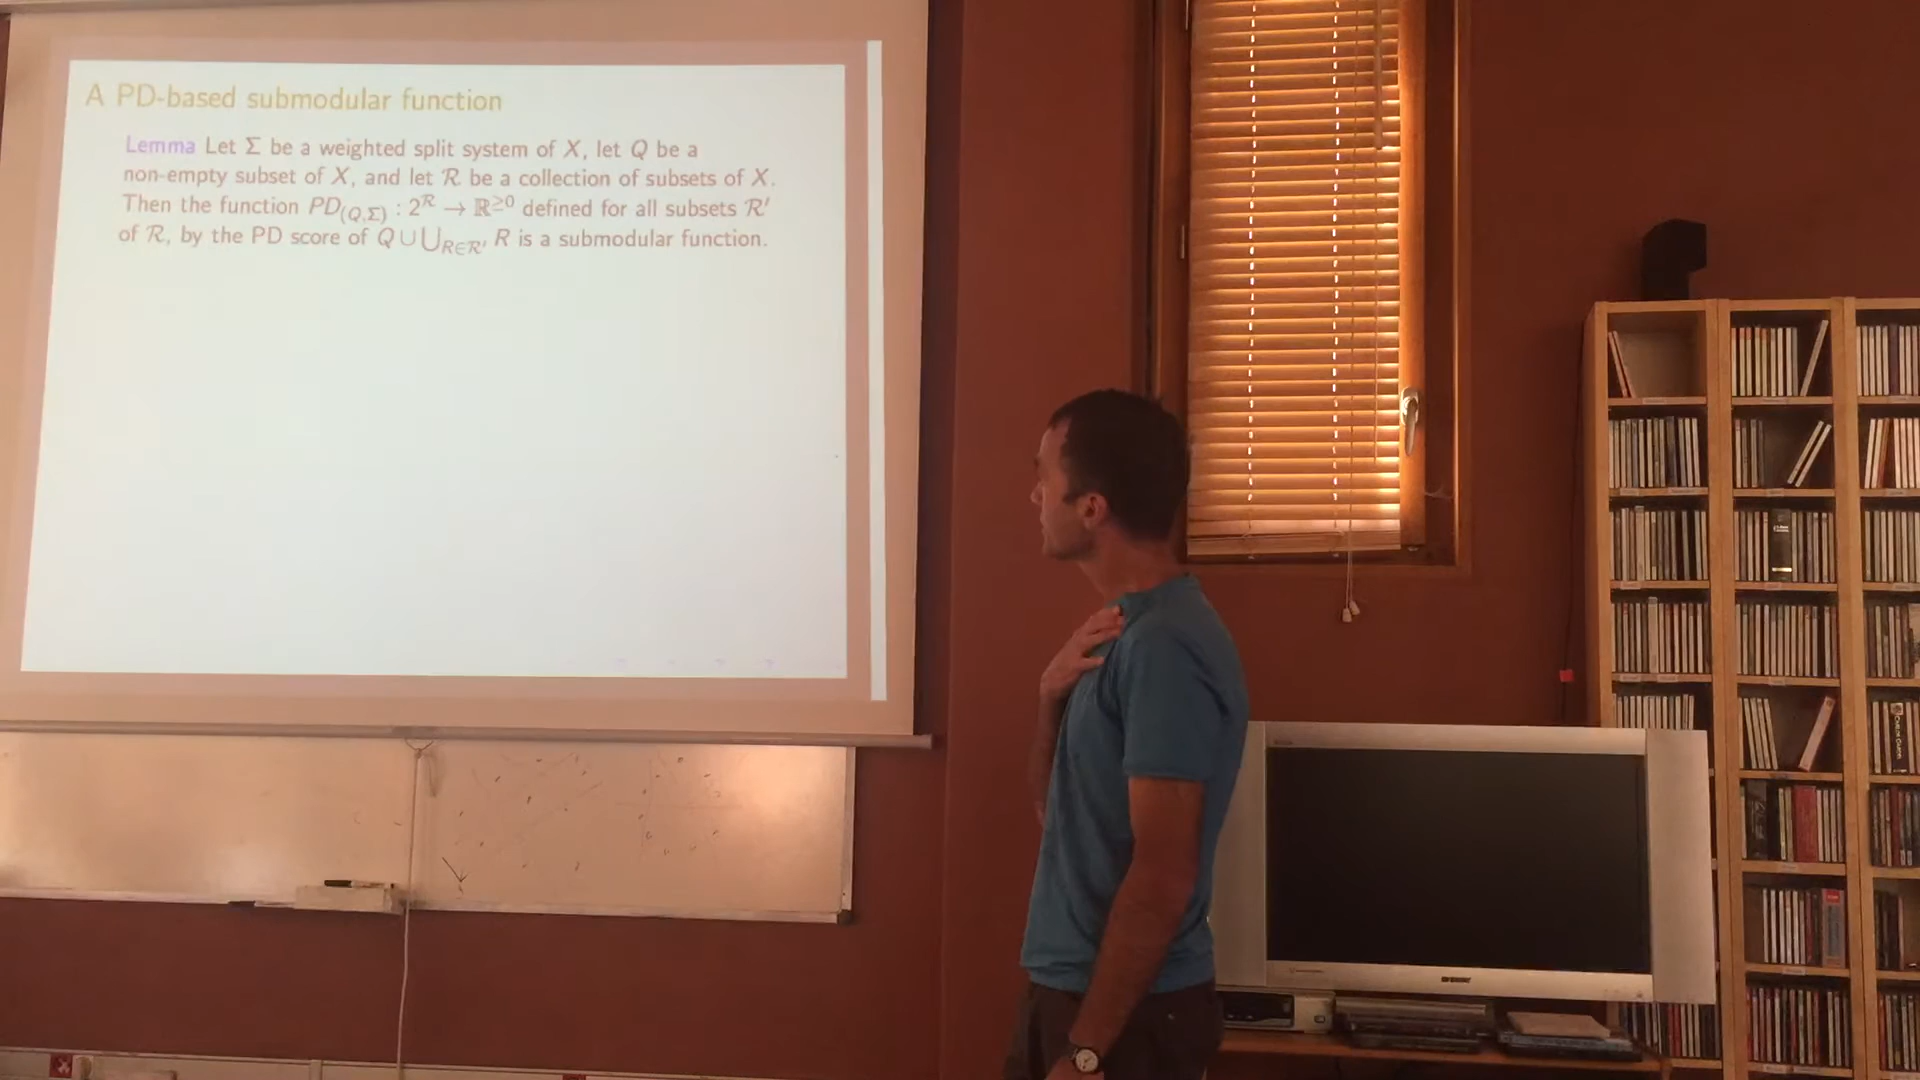 A PD-based submodular function
Lemma Let Σ be a weighted split system of X, let Q be a
non-empty subset of X, and let ℛ be a collection of subsets of X.
Then the function PD_(Q,Σ) : 2^ℛ → ℝ^≥0 defined for all subsets ℛ′
of ℛ, by the PD score of Q ∪ ⋃_{R∈ℛ′} R is a submodular function.